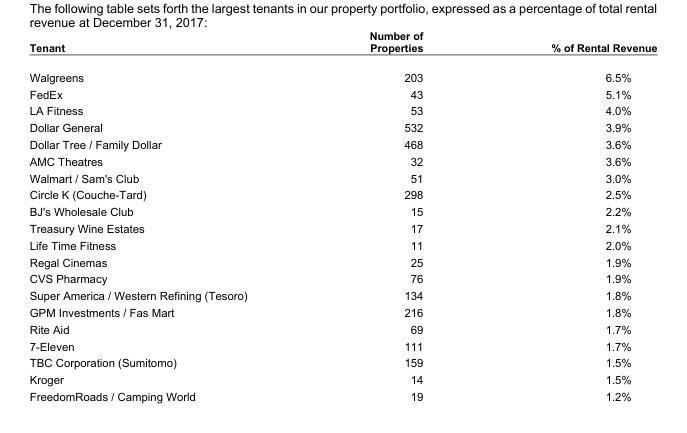 The following table sets forth the largest tenants in our property portfolio, expressed as a percentage of total rental
revenue at December 31, 2017:
Number of
Tenant Properties % of Rental Revenue
Walgreens 203 6.5%
FedEx 43 5.1%
LA Fitness 53 4.0%
Dollar General 532 3.9%
Dollar Tree / Family Dollar 468 3.6%
AMC Theatres 32 3.6%
Walmart / Sam's Club 51 3.0%
Circle K (Couche-Tard) 298 2.5%
BJ's Wholesale Club 15 2.2%
Treasury Wine Estates 17 2.1%
Life Time Fitness 11 2.0%
Regal Cinemas 25 1.9%
CVS Pharmacy 76 1.9%
Super America / Western Refining (Tesoro) 134 1.8%
GPM Investments / Fas Mart 216 1.8%
Rite Aid 69 1.7%
7-Eleven 111 1.7%
TBC Corporation (Sumitomo) 159 1.5%
Kroger 14 1.5%
FreedomRoads / Camping World 19 1.2%